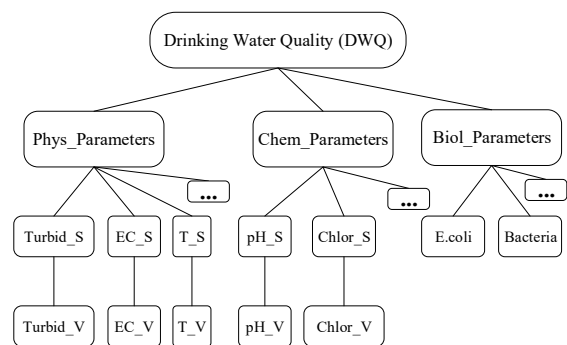 Drinking Water Quality (DWQ)
Phys_Parameters
Chem_Parameters
Biol_Parameters
...
...
...
Turbid_S
EC_S
T_S
pH_S
Chlor_S
E.coli
Bacteria
Turbid_V
EC_V
T_V
pH_V
Chlor_V